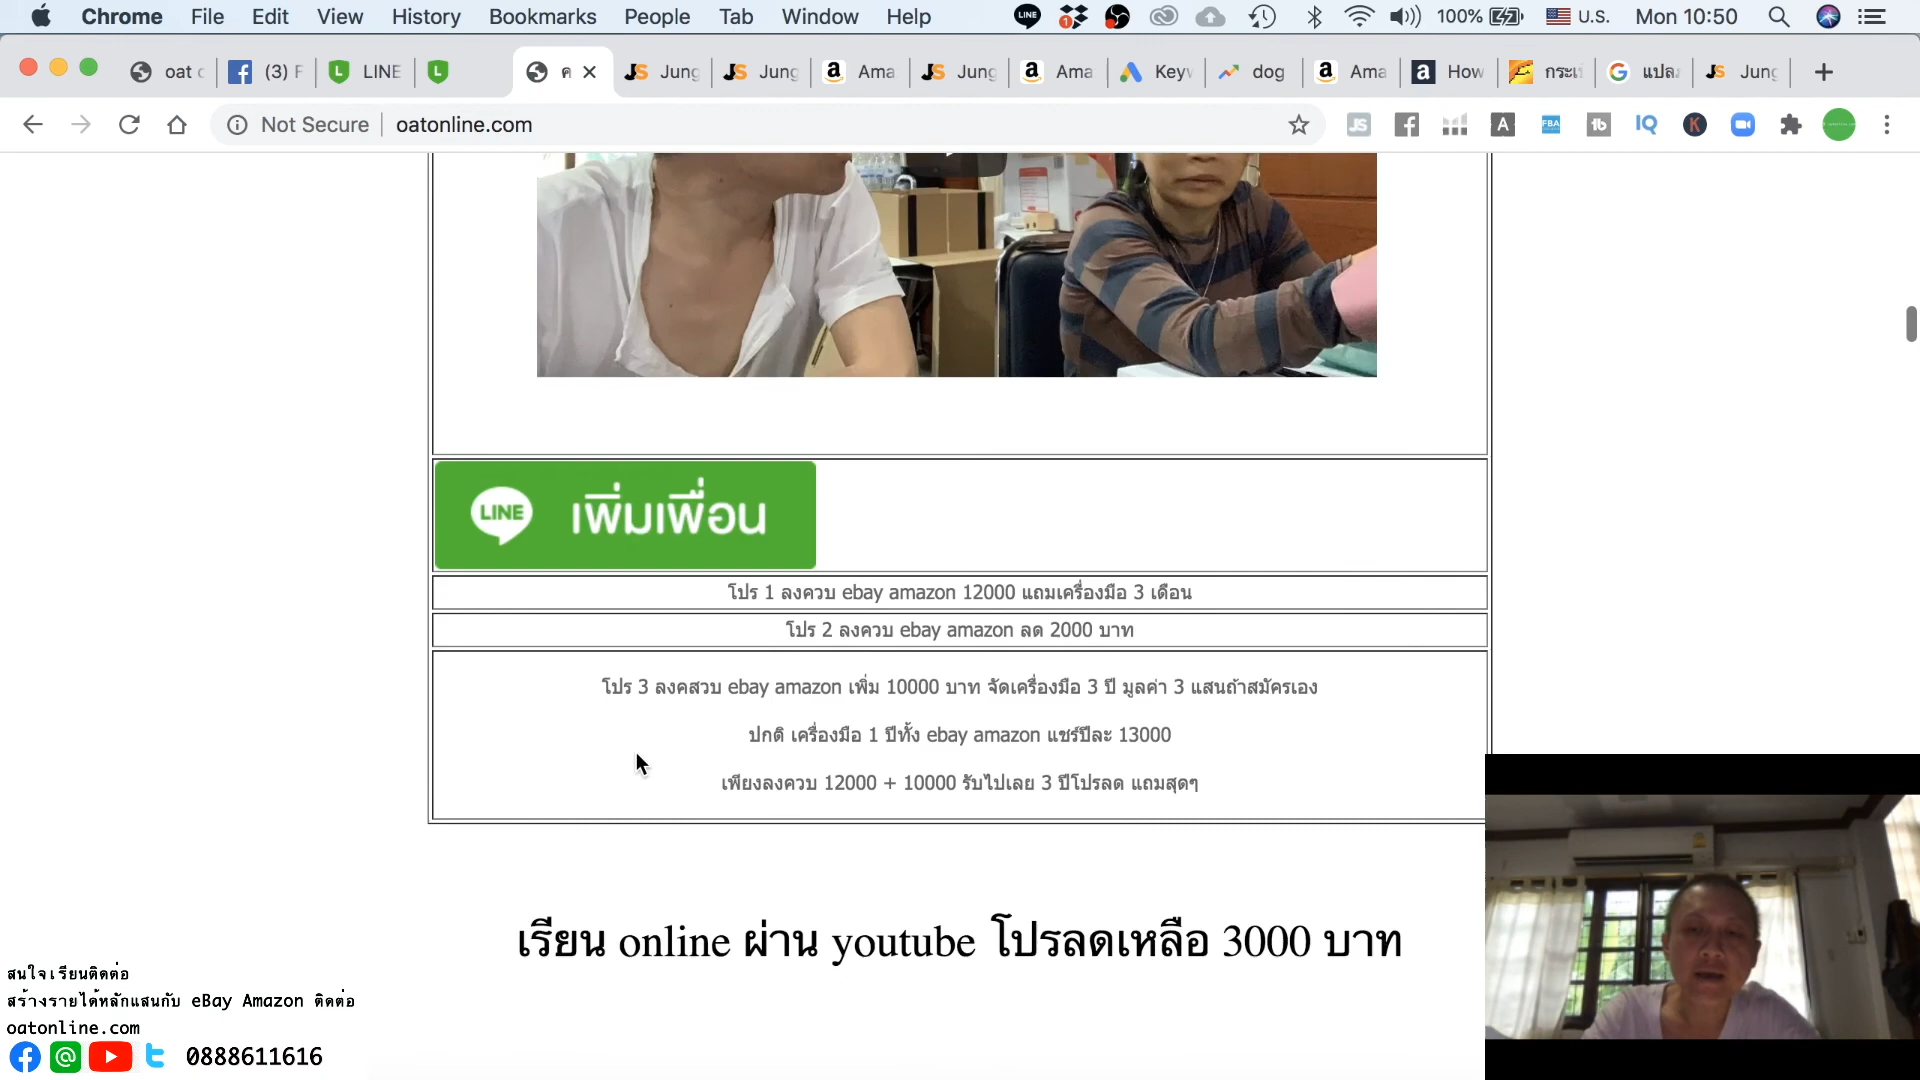 Chrome File Edit View History Bookmarks People Tab Window Help LINE 1 100% U.S. Mon 10:50
oat (3) F LINE ค Jung Jung Ama Jung Ama Keyv dog Ama How กระเ แปล Jung
Not Secure oatonline.com
LINE เพิ่มเพื่อน
โปร 1 ลงควบ ebay amazon 12000 แถมเครื่องมือ 3 เดือน
โปร 2 ลงควบ ebay amazon ลด 2000 บาท
โปร 3 ลงคสวบ ebay amazon เพิ่ม 10000 บาท จัดเครื่องมือ 3 ปี มูลค่า 3 แสนถ้าสมัครเอง
ปกติ เครื่องมือ 1 ปีทั้ง ebay amazon แชร์ปีละ 13000
เพียงลงควบ 12000 + 10000 รับไปเลย 3 ปีโปรลด แถมสุดๆ
เรียน online ผ่าน youtube โปรลดเหลือ 3000 บาท
สนใจเรียนติดต่อ
สร้างรายได้หลักแสนกับ eBay Amazon ติดต่อ
oatonline.com
0888611616